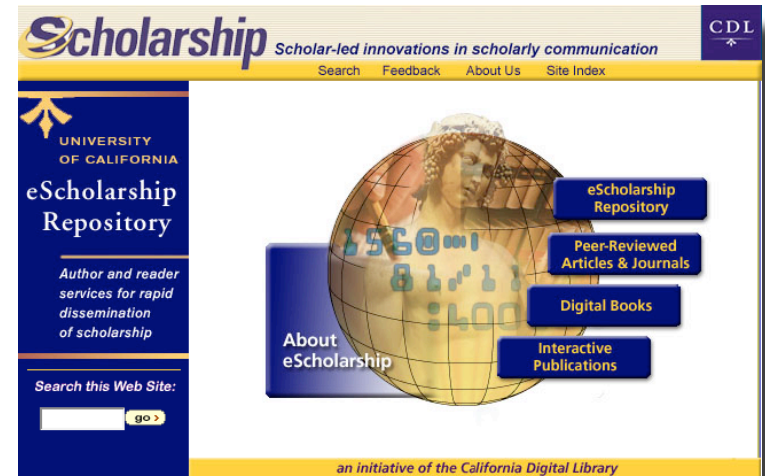 eScholarship Scholar-led innovations in scholarly communication
CDL
Search Feedback About Us Site Index
UNIVERSITY
OF CALIFORNIA
eScholarship
Repository
Author and reader
services for rapid
dissemination
of scholarship
Search this Web Site:
go ›
About
eScholarship
eScholarship
Repository
Peer-Reviewed
Articles & Journals
Digital Books
Interactive
Publications
an initiative of the California Digital Library